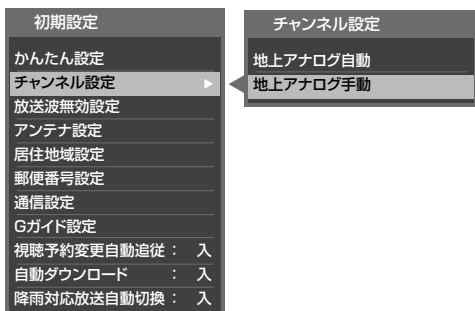 初期設定
かんたん設定
チャンネル設定
放送波無効設定
アンテナ設定
居住地域設定
郵便番号設定
通信設定
Gガイド設定
視聴予約変更自動追従： 入
自動ダウンロード ： 入
降雨対応放送自動切換： 入
チャンネル設定
地上アナログ自動
地上アナログ手動